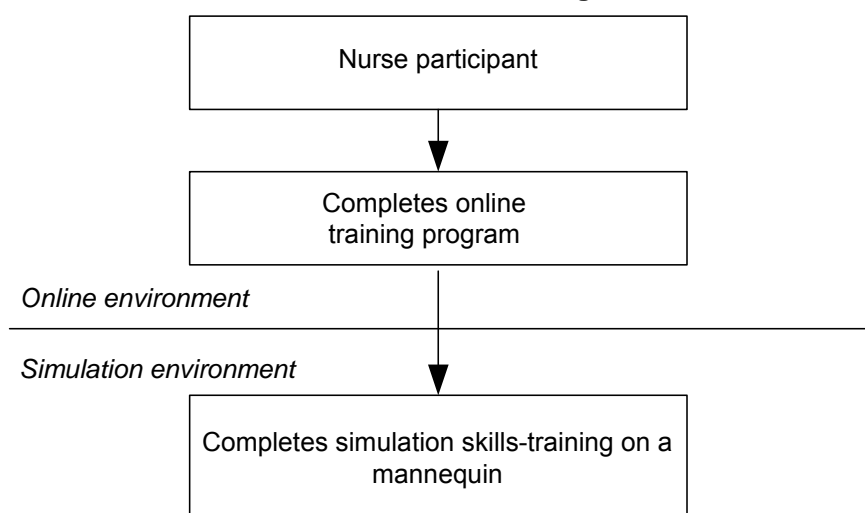 Nurse participant
Completes online
training program
Online environment
Simulation environment
Completes simulation skills-training on a
mannequin